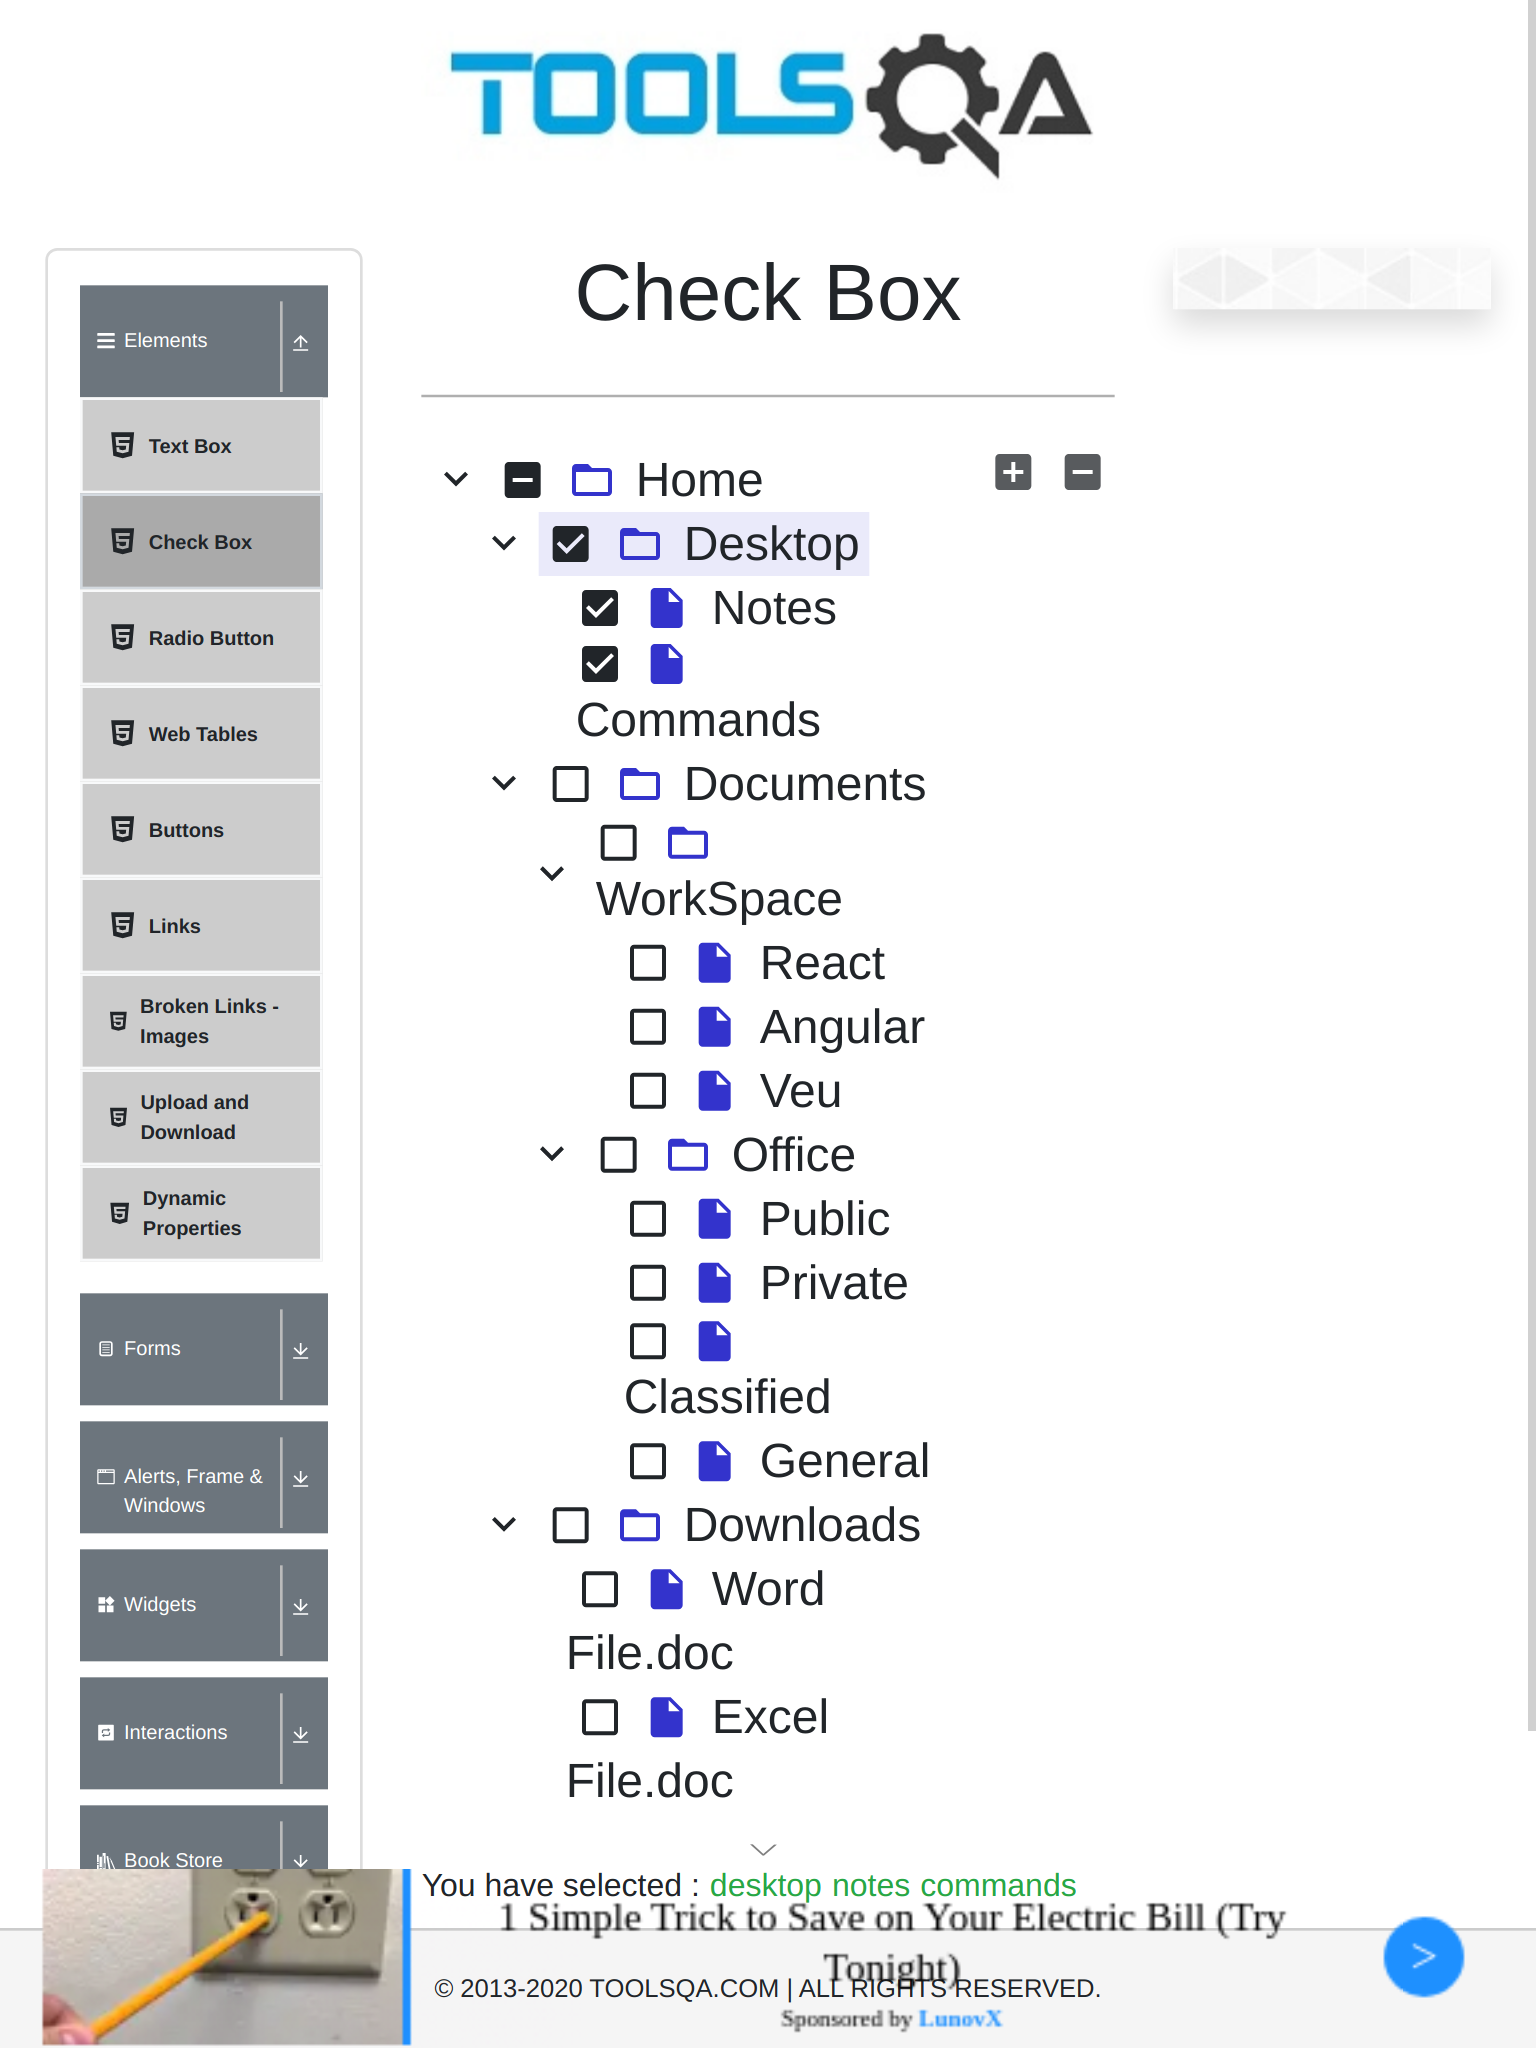 TOOLSQA
Check Box
Elements
Text Box
Check Box
Radio Button
Web Tables
Buttons
Links
Broken Links -
Images
Upload and
Download
Dynamic
Properties
Forms
Alerts, Frame &
Windows
Widgets
Interactions
Book Store
Home
Desktop
Notes
Commands
Documents
WorkSpace
React
Angular
Veu
Office
Public
Private
Classified
General
Downloads
Word
File.doc
Excel
File.doc
You have selected : desktop notes commands
1 Simple Trick to Save on Your Electric Bill (Try
Tonight)
© 2013-2020 TOOLSQA.COM | ALL RIGHTS RESERVED.
Sponsored by LunovX